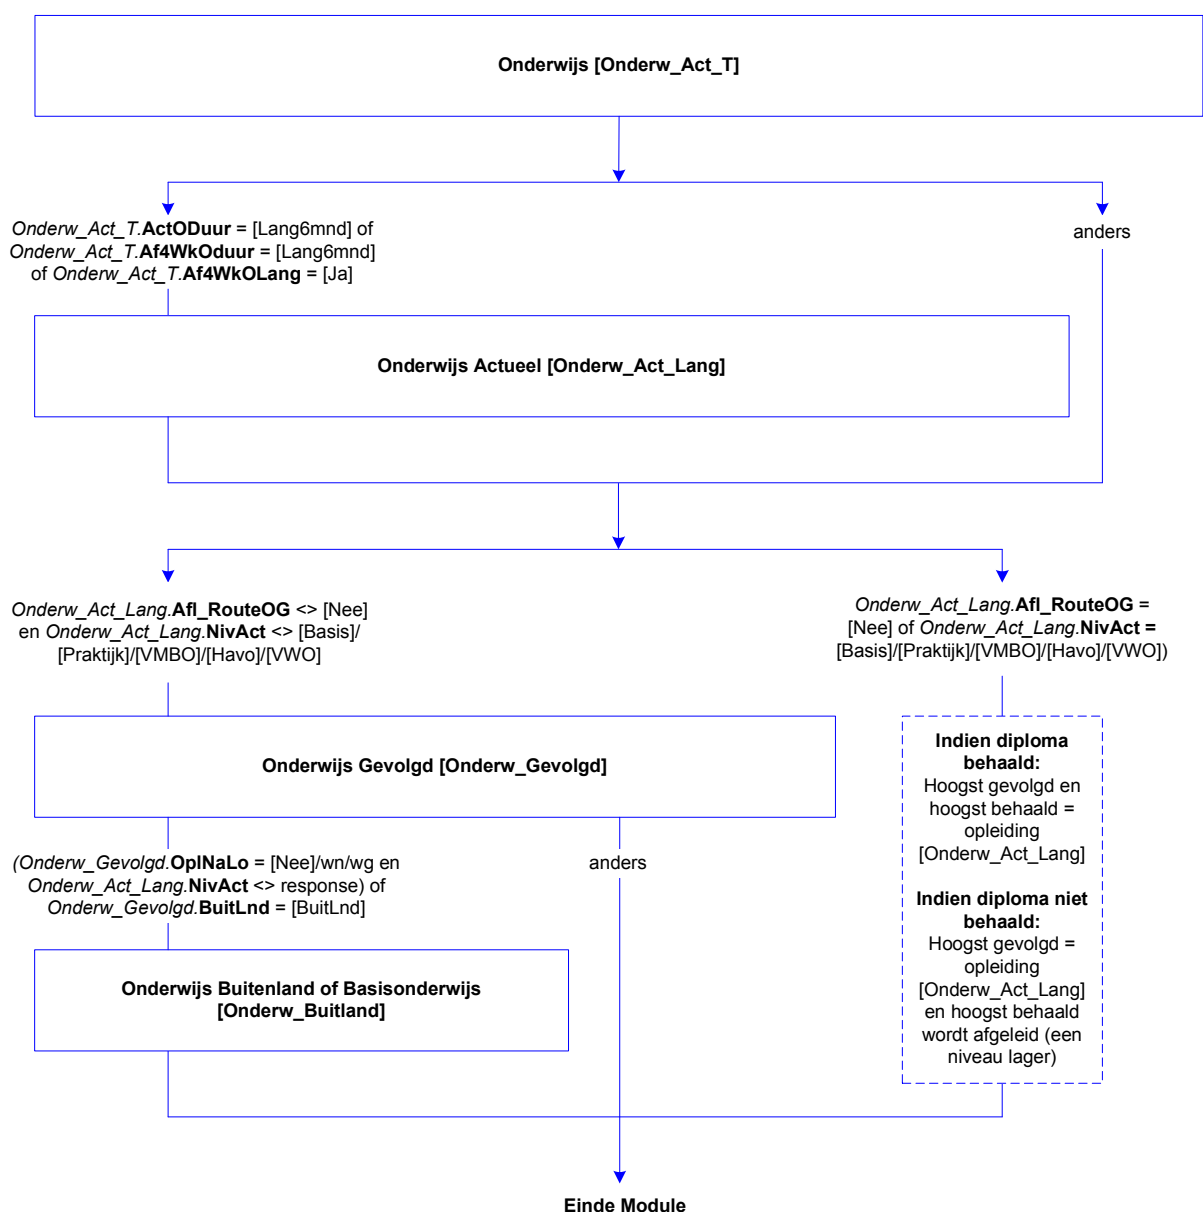 Onderwijs [Onderw_Act_T]
Onderw_Act_T.ActODuur = [Lang6mnd] of
Onderw_Act_T.Af4WkOduur = [Lang6mnd]
of Onderw_Act_T.Af4WkOLang = [Ja]
anders
Onderwijs Actueel [Onderw_Act_Lang]
Onderw_Act_Lang.Afl_RouteOG <> [Nee]
en Onderw_Act_Lang.NivAct <> [Basis]/
[Praktijk]/[VMBO]/[Havo]/[VWO]
Onderw_Act_Lang.Afl_RouteOG =
[Nee] of Onderw_Act_Lang.NivAct =
[Basis]/[Praktijk]/[VMBO]/[Havo]/[VWO])
Onderwijs Gevolgd [Onderw_Gevolgd]
(Onderw_Gevolgd.OplNaLo = [Nee]/wn/wg en
Onderw_Act_Lang.NivAct <> response) of
Onderw_Gevolgd.BuitLnd = [BuitLnd]
anders
Onderwijs Buitenland of Basisonderwijs
[Onderw_Buitland]
Indien diploma
behaald:
Hoogst gevolgd en
hoogst behaald =
opleiding
[Onderw_Act_Lang]
Indien diploma niet
behaald:
Hoogst gevolgd =
opleiding
[Onderw_Act_Lang]
en hoogst behaald
wordt afgeleid (een
niveau lager)
Einde Module